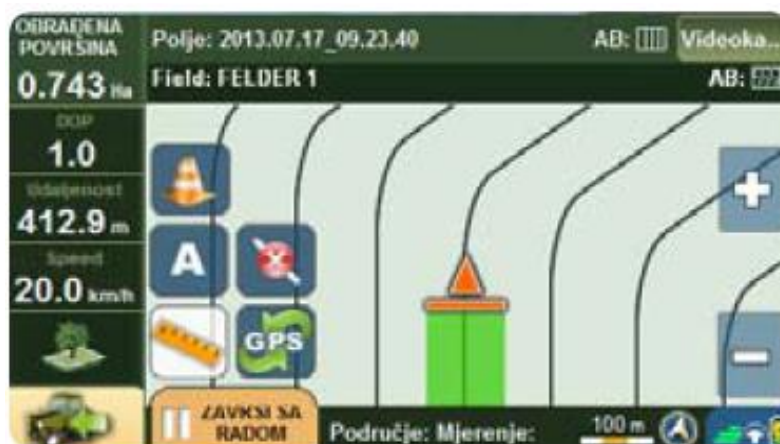 OBRAĐENA
POVRŠINA
0.743 Ha
DOP
1.0
Udaljenost
412.9 m
Speed
20.0 km/h
Polje: 2013.07.17_09.23.40
AB:
Videoka...
Field: FELDER 1
AB:
A
GPS
ZAVRSI SA
RADOM
Područje: Mjerenje:
100 m